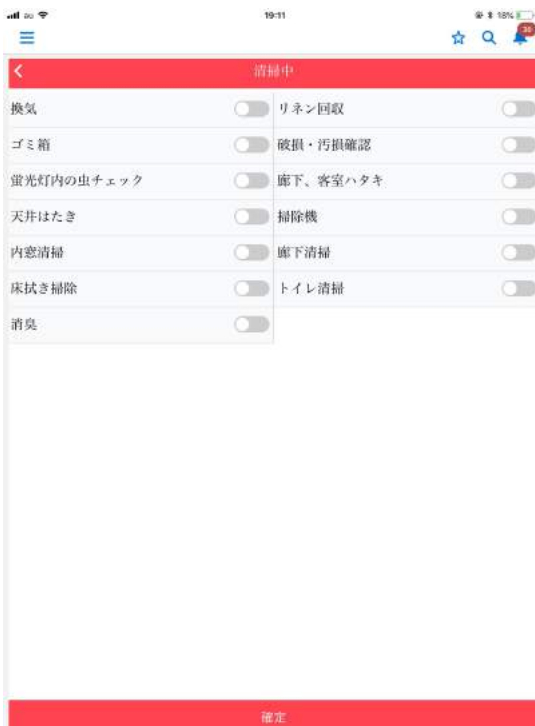 au 19:11 18%
36
清掃中
換気 リネン回収
ゴミ箱 破損・汚損確認
蛍光灯内の虫チェック 廊下、客室ハタキ
天井はたき 掃除機
内窓清掃 廊下清掃
床拭き掃除 トイレ清掃
消臭
確定